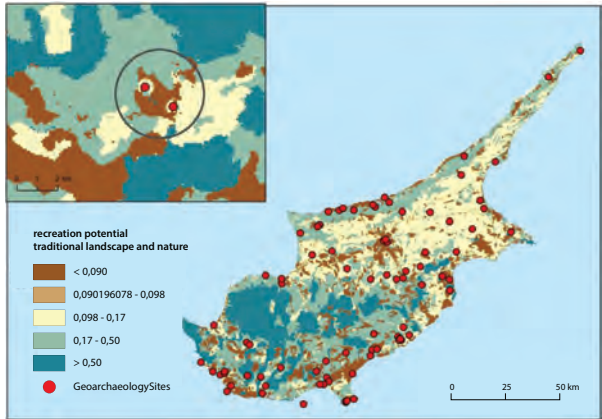 0 1 2 km
recreation potential
traditional landscape and nature
< 0,090
0,090196078 - 0,098
0,098 - 0,17
0,17 - 0,50
> 0,50
GeoarchaeologySites
0 25 50 km